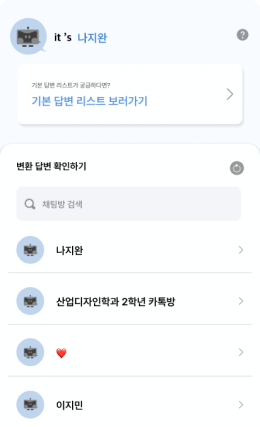 it 's 나지완
?
기본 답변 리스트가 궁금하다면?
기본 답변 리스트 보러가기
변환 답변 확인하기
채팅방 검색
나지완
산업디자인학과 2학년 카톡방
❤️
이지민